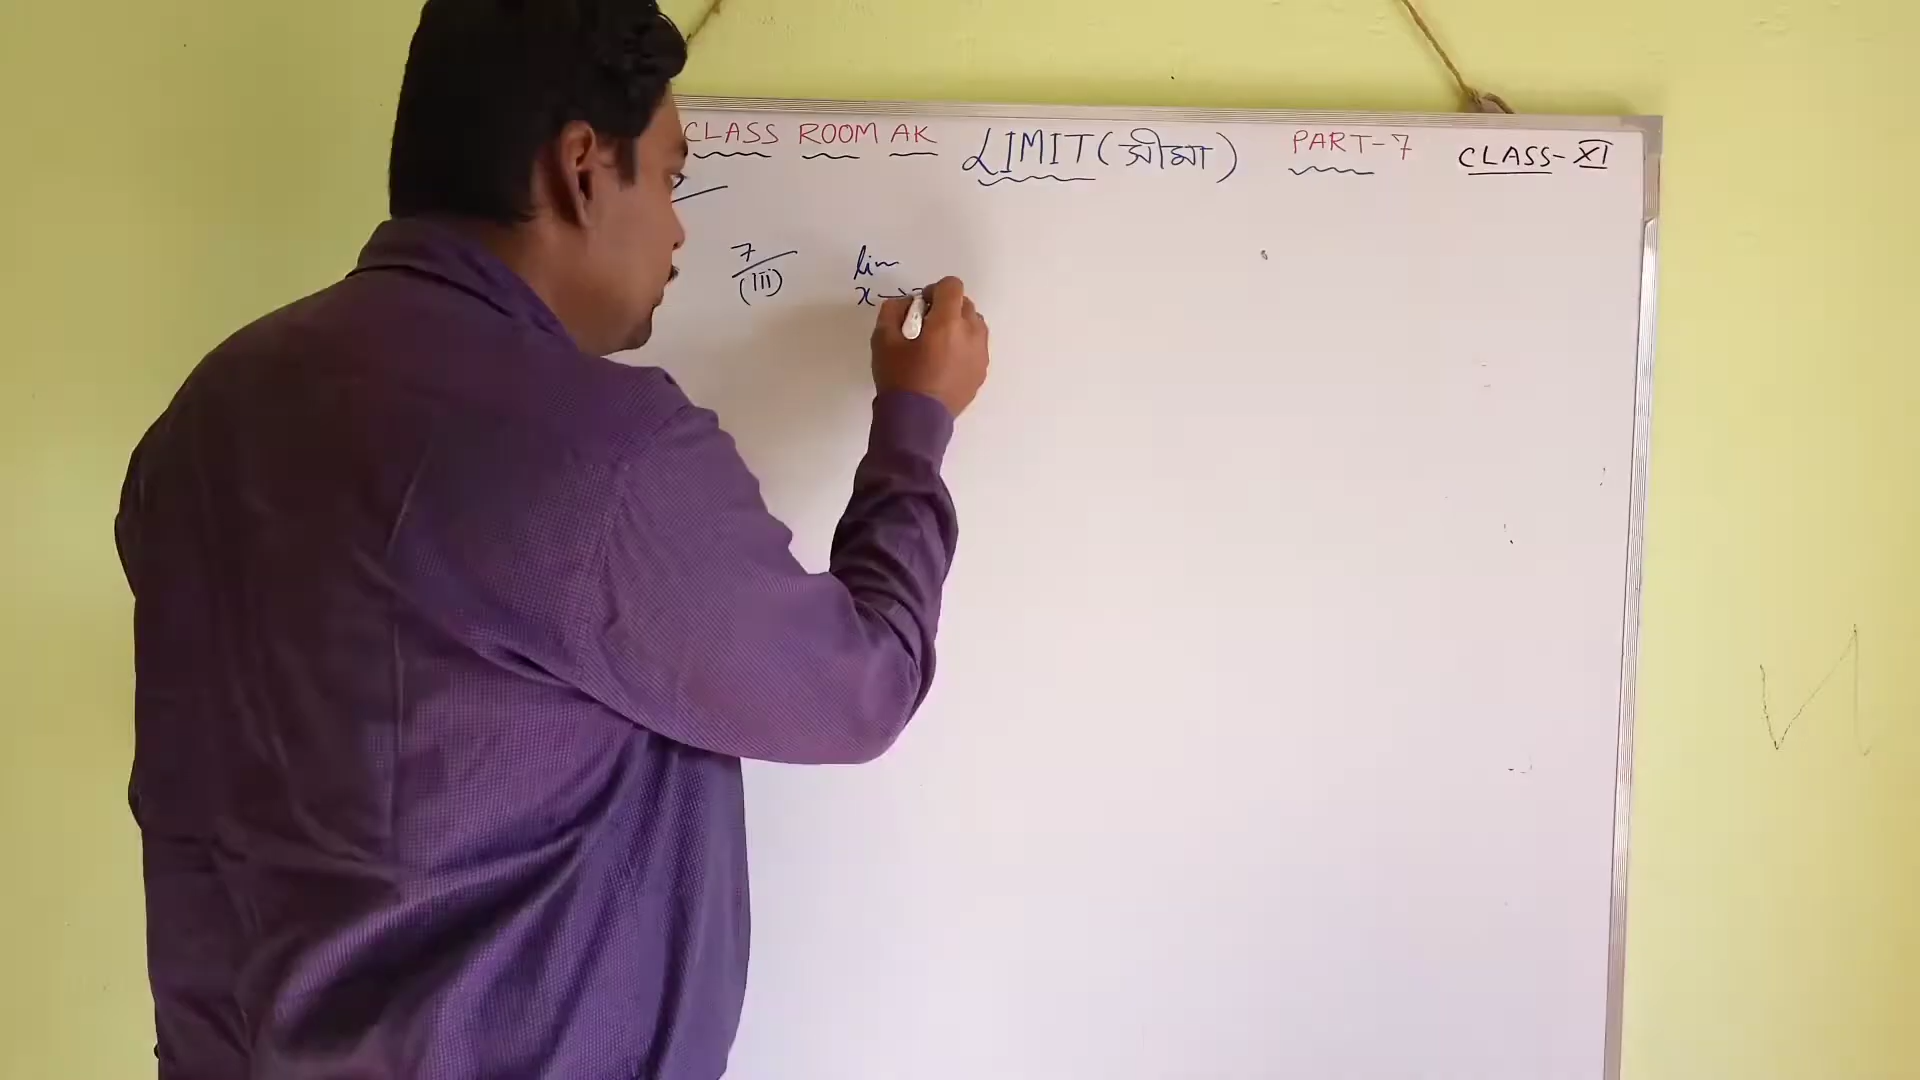 CLASS ROOM AK LIMIT (সীমা) PART-7 CLASS-XI
7/(iii) lim
x→